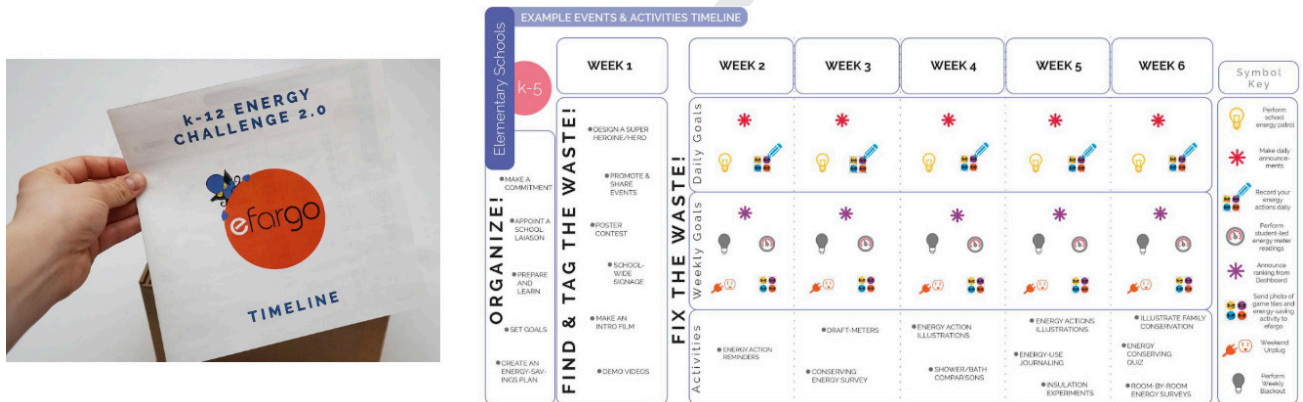 k-12 ENERGY
CHALLENGE 2.0
efargo
TIMELINE
EXAMPLE EVENTS & ACTIVITIES TIMELINE
Elementary Schools
k-5
ORGANIZE!
MAKE A
COMMITMENT
APPOINT A
SCHOOL
LAIASON
PREPARE
AND
LEARN
SET GOALS
CREATE AN
ENERGY-SAV-
INGS PLAN
WEEK 1
FIND & TAG THE WASTE!
DESIGN A SUPER
HEROINE/HERO
PROMOTE &
SHARE
EVENTS
POSTER
CONTEST
SCHOOL-
WIDE
SIGNAGE
MAKE AN
INTRO FILM
DEMO VIDEOS
FIX THE WASTE!
WEEK 2
WEEK 3
WEEK 4
WEEK 5
WEEK 6
Daily Goals
Weekly Goals
Activities
ENERGY ACTION
REMINDERS
DRAFT-METERS
CONSERVING
ENERGY SURVEY
ENERGY ACTION
ILLUSTRATIONS
SHOWER/BATH
COMPARISONS
ENERGY ACTIONS
ILLUSTRATIONS
ENERGY-USE
JOURNALING
INSULATION
EXPERIMENTS
ILLUSTRATE FAMILY
CONSERVATION
ENERGY
CONSERVING
QUIZ
ROOM-BY-ROOM
ENERGY SURVEYS
Symbol
Key
Perform
school
energy patrol
Make daily
announce-
ments
Record your
energy
actions daily
Perform
student-led
energy meter
readings
Announce
ranking from
Dashboard
Send photo of
game tiles and
energy-saving
activity to
efargo
Weekend
Unplug
Perform
Weekly
Blackout